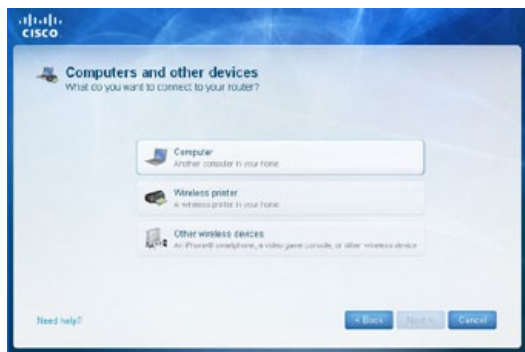 CISCO
Computers and other devices
What do you want to connect to your router?
Computer
Another computer in your home
Wireless printer
A wireless printer in your home
Other wireless devices
An iPhone® smartphone, a video game console, or other wireless device
Need help?
< Back Next > Cancel